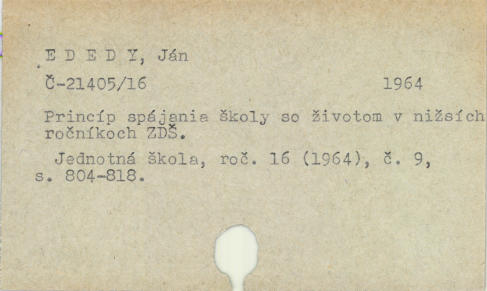 E D E D Y, Ján
Č-21405/16 1964
Princíp spájania školy so životom v nižsích
ročníkoch ZDŠ.
Jednotná škola, roč. 16 (1964), č. 9,
s. 804-818.